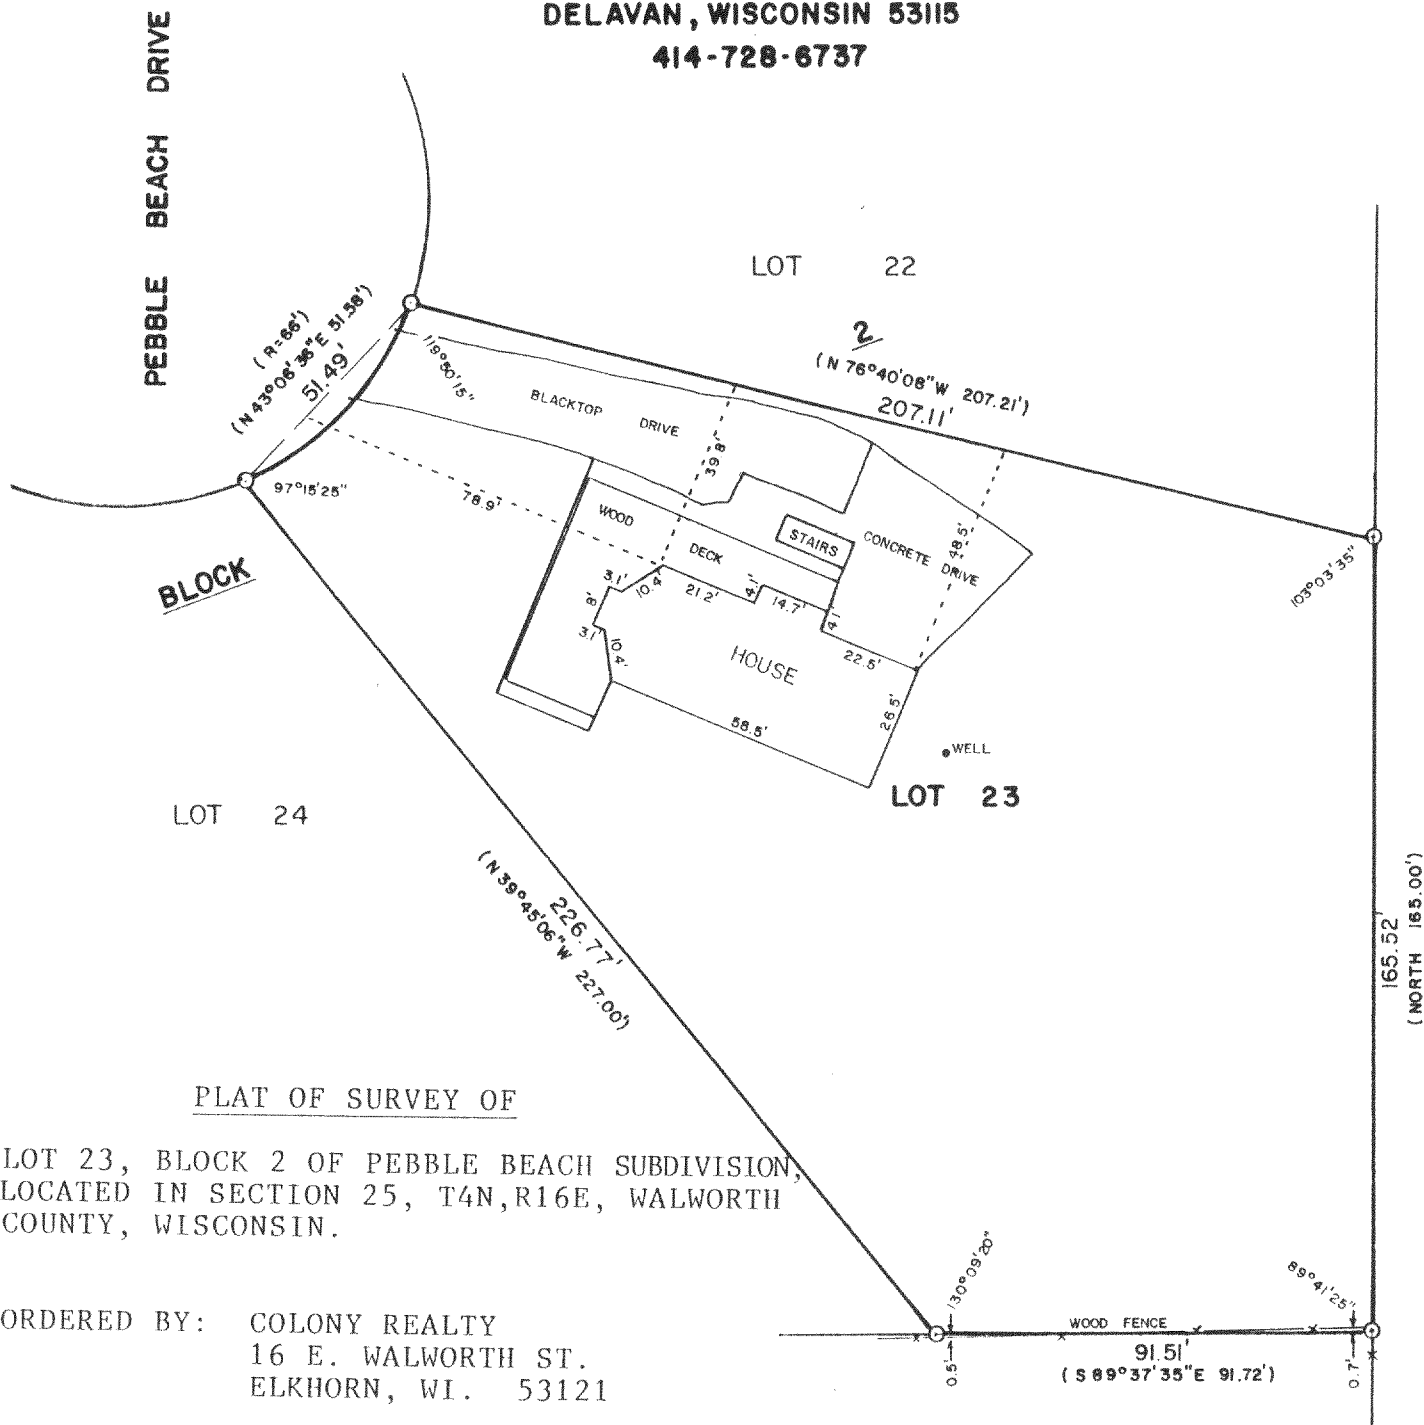 DELAVAN, WISCONSIN 53115
414-728-6737
PEBBLE BEACH DRIVE
LOT 22
2
(N 76°40'08"W 207.21')
207.11'
(R=66')
(N 43°06'36"E 51.58')
51.49'
119°50'15"
BLACKTOP DRIVE
39.8'
97°15'25"
78.9'
WOOD DECK
STAIRS
CONCRETE DRIVE
48.5'
103°03'35"
BLOCK
3.1'
10.4'
21.2'
4.1'
14.7'
4.1'
8'
3.1'
10.4'
22.5'
HOUSE
58.5'
26.5'
WELL
LOT 23
LOT 24
226.77'
(N 39°45'06"W 227.00')
165.52'
(NORTH 165.00')
PLAT OF SURVEY OF
LOT 23, BLOCK 2 OF PEBBLE BEACH SUBDIVISION,
LOCATED IN SECTION 25, T4N,R16E, WALWORTH
COUNTY, WISCONSIN.
130°09'20"
89°41'25"
WOOD FENCE
91.51'
(S 89°37'35"E 91.72')
0.5'
0.7'
ORDERED BY: COLONY REALTY
16 E. WALWORTH ST.
ELKHORN, WI. 53121